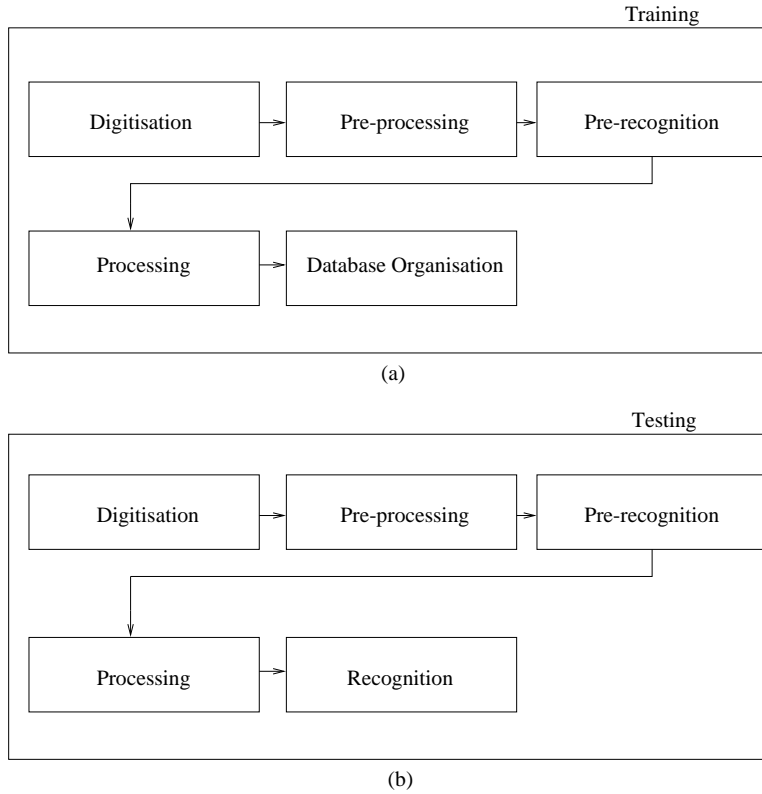 Training
Digitisation
Pre-processing
Pre-recognition
Processing
Database Organisation
(a)
Testing
Digitisation
Pre-processing
Pre-recognition
Processing
Recognition
(b)